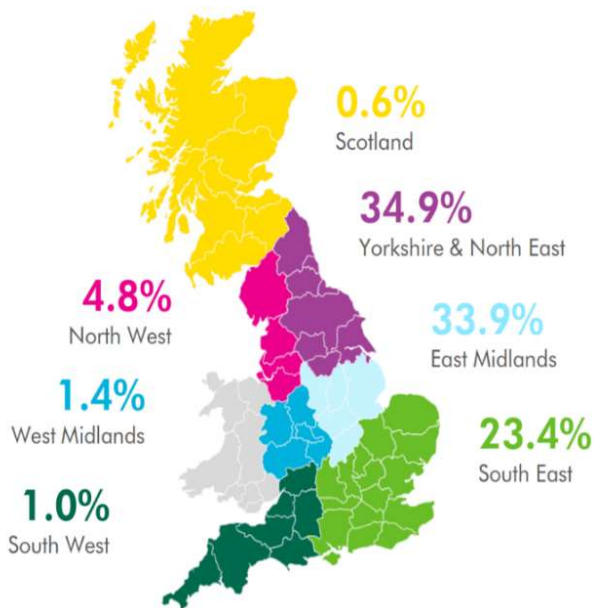 0.6%
Scotland
34.9%
Yorkshire & North East
4.8%
North West
33.9%
East Midlands
1.4%
West Midlands
23.4%
South East
1.0%
South West